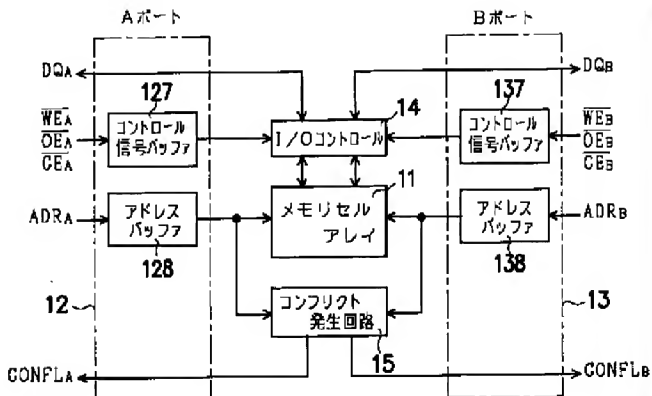 Aポート
Bポート
DQA
DQB
127
137
14
WEA
OEA
CEA
コントロール
信号バッファ
I/Oコントロール
コントロール
信号バッファ
WEB
OEB
CEB
11
ADRA
アドレス
バッファ
メモリセル
アレイ
アドレス
バッファ
ADRB
128
138
12
コンフリクト
発生回路
13
15
CONFLA
CONFLB